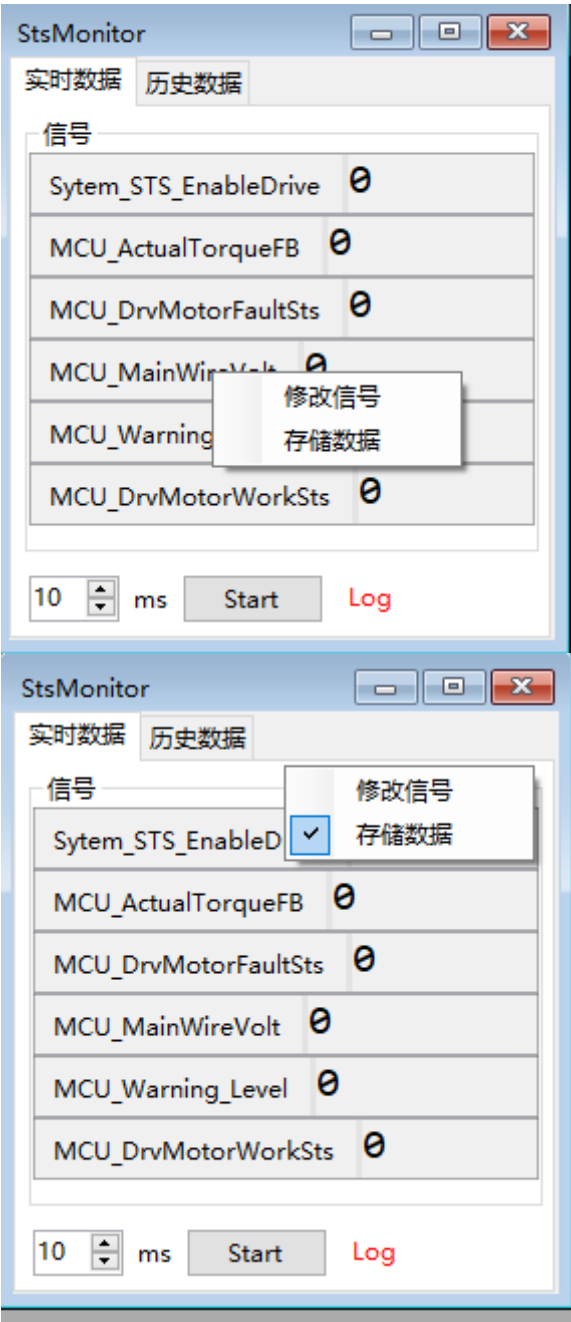 StsMonitor
实时数据 历史数据
信号
Sytem_STS_EnableDrive 0
MCU_ActualTorqueFB 0
MCU_DrvMotorFaultSts 0
MCU_MainWireVolt 0
修改信号
MCU_Warning
存储数据
MCU_DrvMotorWorkSts 0
10 ms Start Log
StsMonitor
实时数据 历史数据
信号
修改信号
Sytem_STS_EnableD
存储数据
MCU_ActualTorqueFB 0
MCU_DrvMotorFaultSts 0
MCU_MainWireVolt 0
MCU_Warning_Level 0
MCU_DrvMotorWorkSts 0
10 ms Start Log